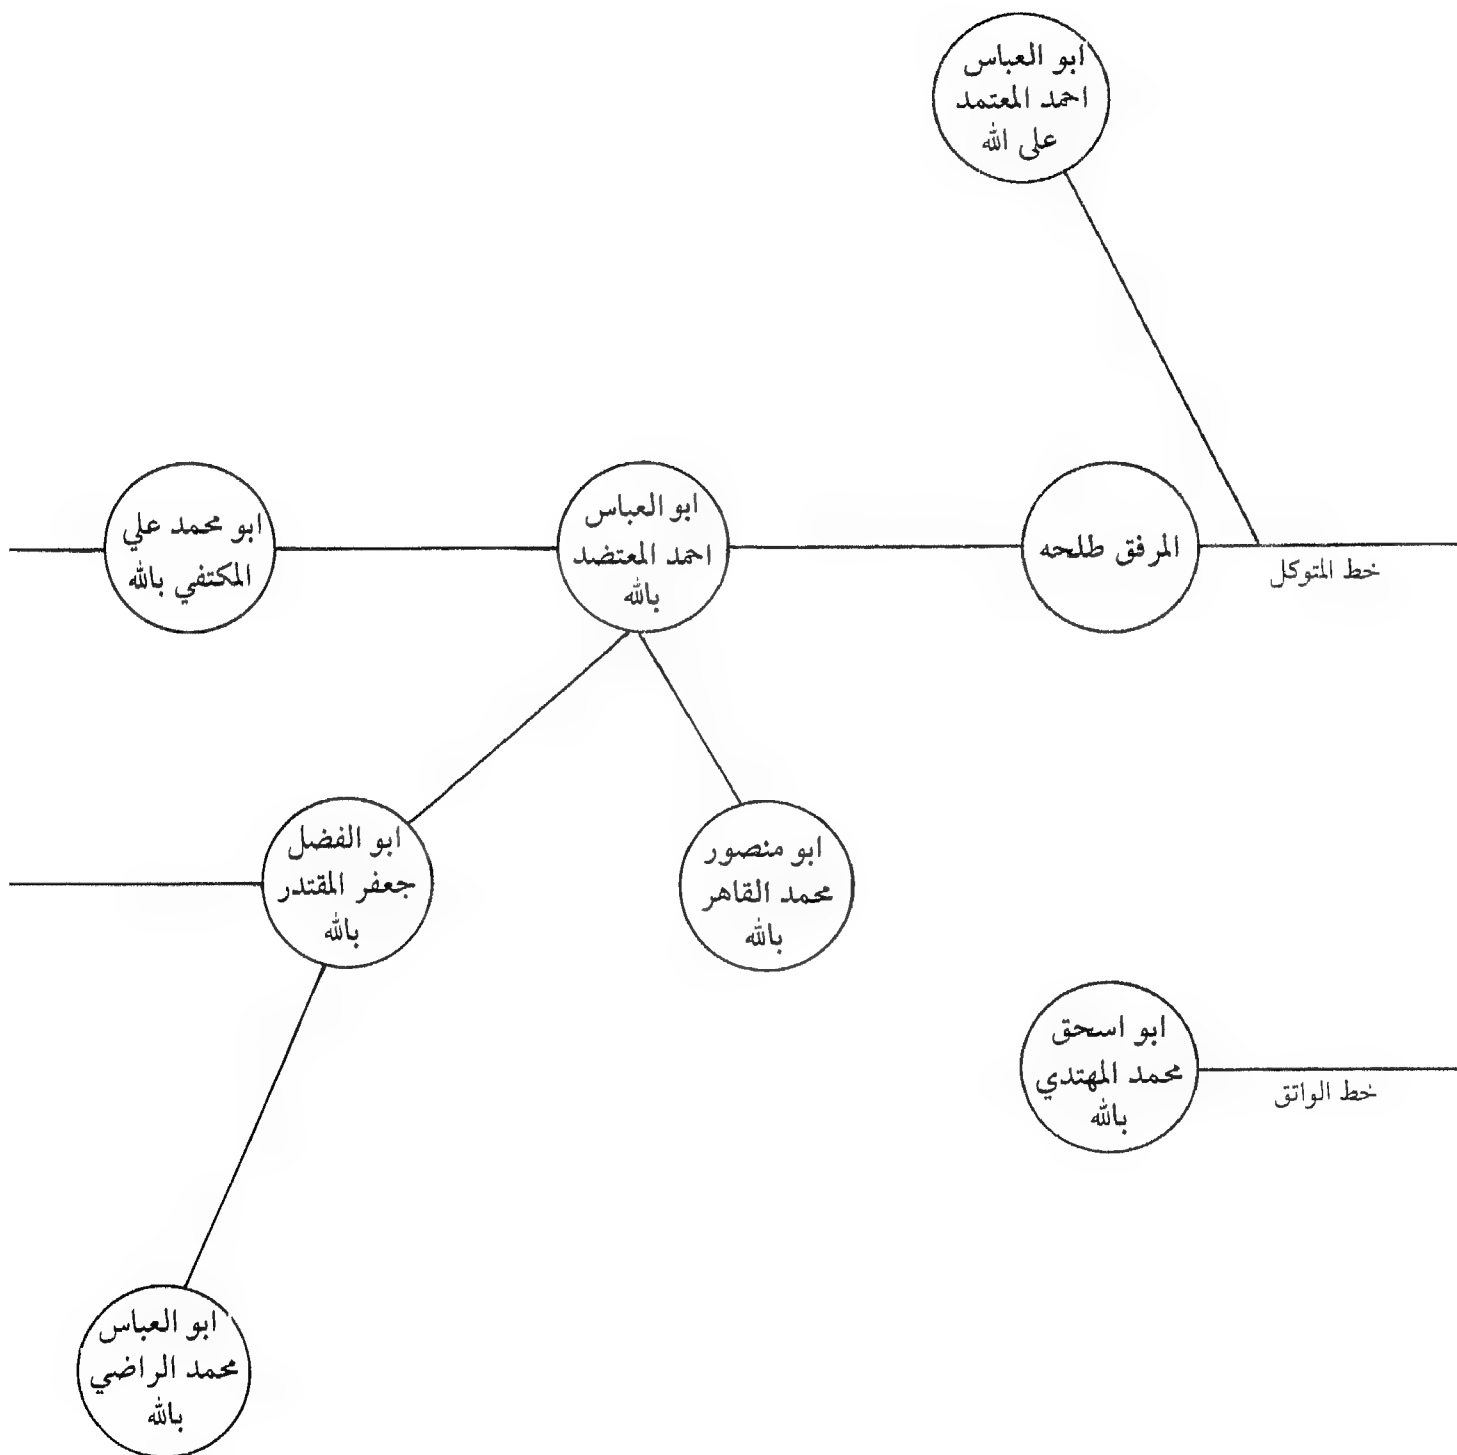 ابو العباس
احمد المعتمد
على الله
المرفق طلحه
خط المتوكل
ابو العباس
احمد المعتضد
بالله
ابو محمد علي
المكتفي بالله
ابو منصور
محمد القاهر
بالله
ابو الفضل
جعفر المقتدر
بالله
ابو اسحق
محمد المهتدي
بالله
خط الواتق
ابو العباس
محمد الراضي
بالله